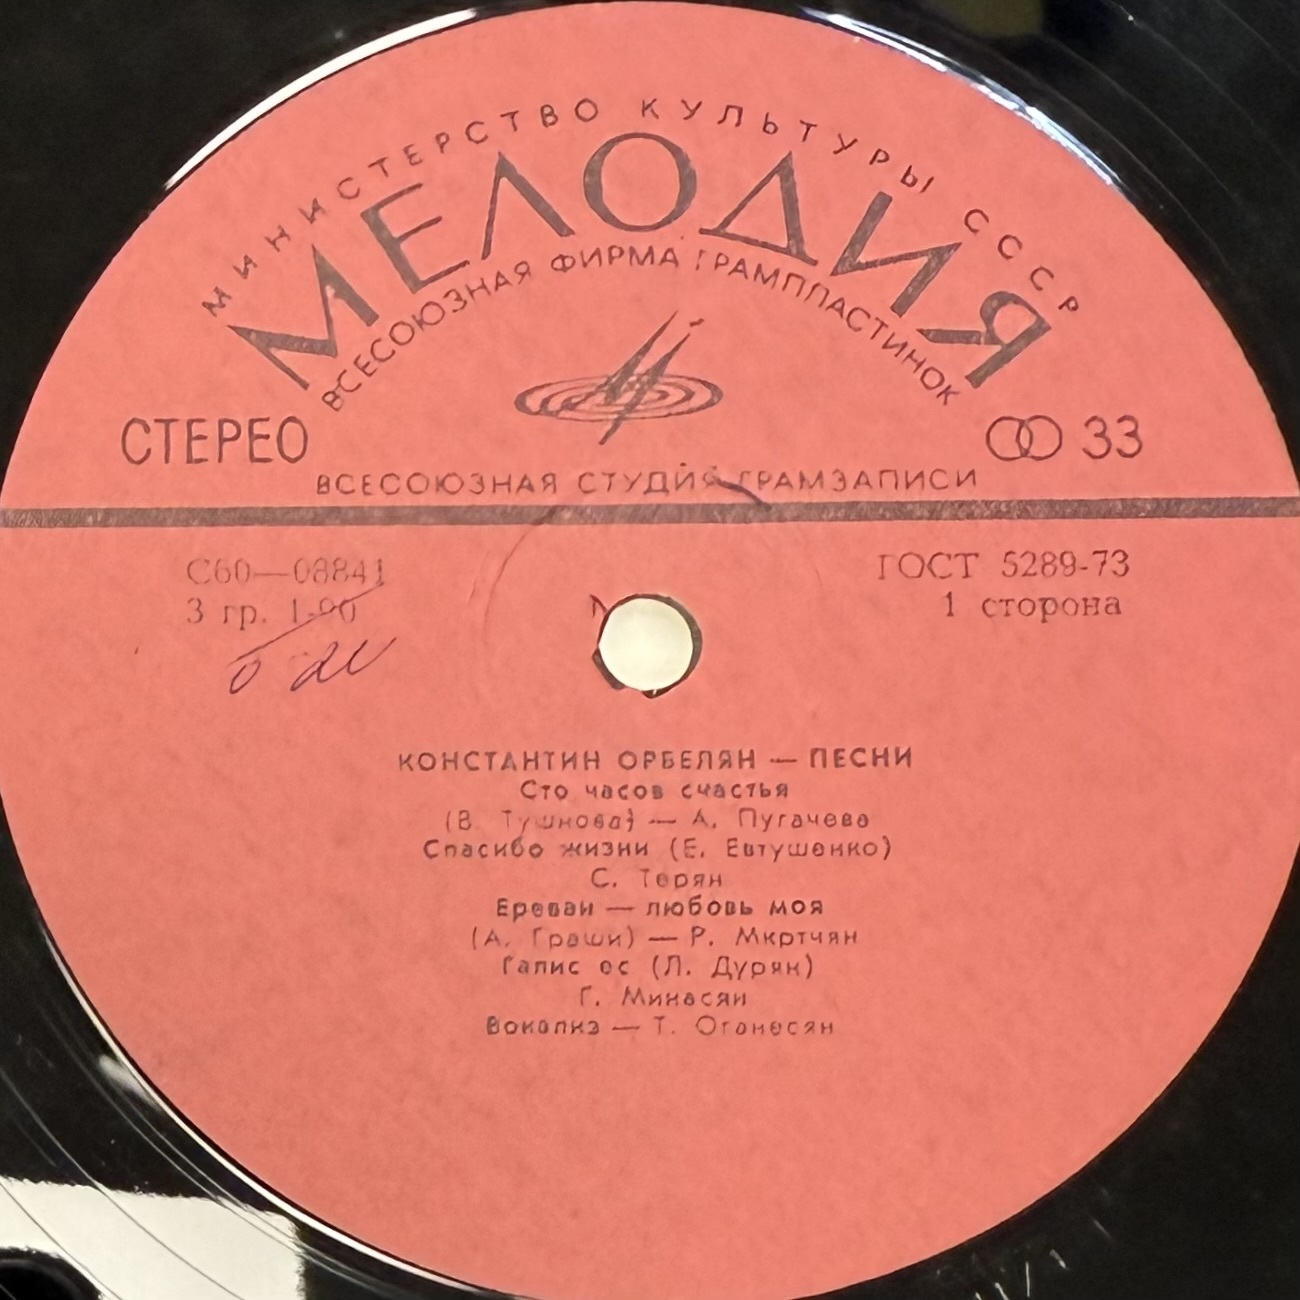 МИНИСТЕРСТВО КУЛЬТУРЫ СССР
МЕЛОДИЯ
ВСЕСОЮЗНАЯ ФИРМА ГРАМПЛАСТИНОК
СТЕРЕО
33
ВСЕСОЮЗНАЯ СТУДИЯ ГРАМЗАПИСИ
С60—08841
ГОСТ 5289-73
3 гр. 1-90
1 сторона
КОНСТАНТИН ОРБЕЛЯН — ПЕСНИ
Сто часов счастья
(В. Тушнова) — А. Пугачева
Спасибо жизни (Е. Евтушенко)
С. Терян
Ереван — любовь моя
(А. Граши) — Р. Мкртчян
Галис ес (Л. Дурян)
Г. Минасян
Вокализ — Т. Оганесян